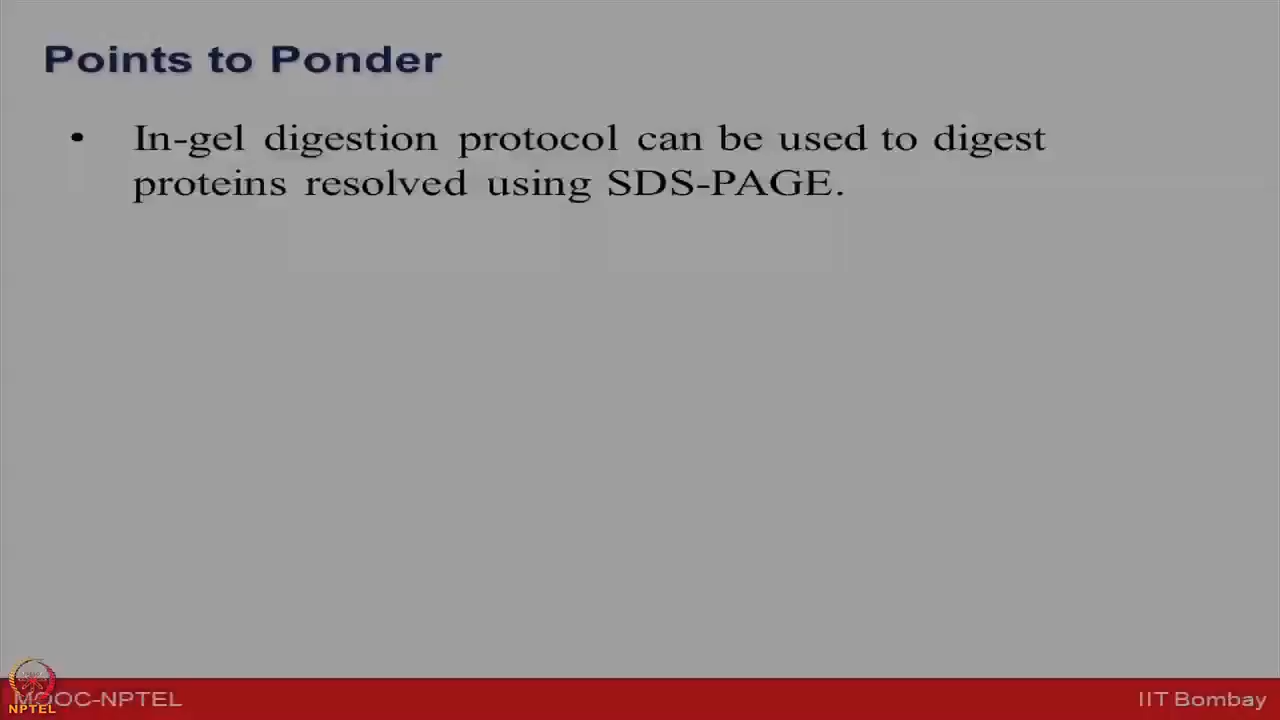 Points to Ponder
• In-gel digestion protocol can be used to digest
proteins resolved using SDS-PAGE.
MOOC-NPTEL
NPTEL
IIT Bombay